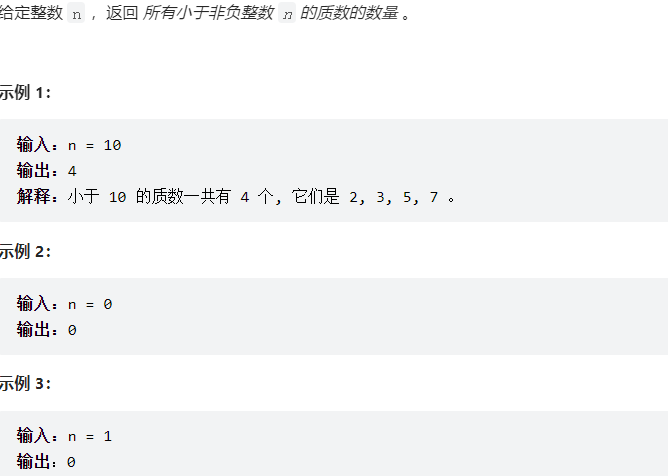 给定整数 n ，返回 所有小于非负整数 n 的质数的数量 。
示例 1：
输入：n = 10
输出：4
解释：小于 10 的质数一共有 4 个, 它们是 2, 3, 5, 7 。
示例 2：
输入：n = 0
输出：0
示例 3：
输入：n = 1
输出：0